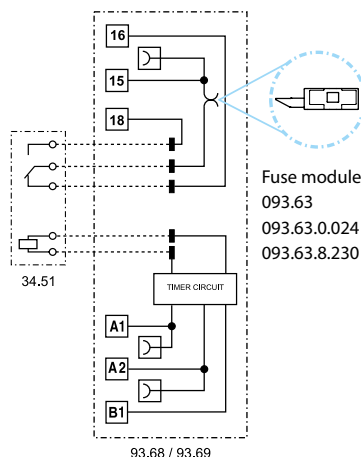 16
15
18
34.51
Fuse module
093.63
093.63.0.024
093.63.8.230
TIMER CIRCUIT
A1
A2
B1
93.68 / 93.69